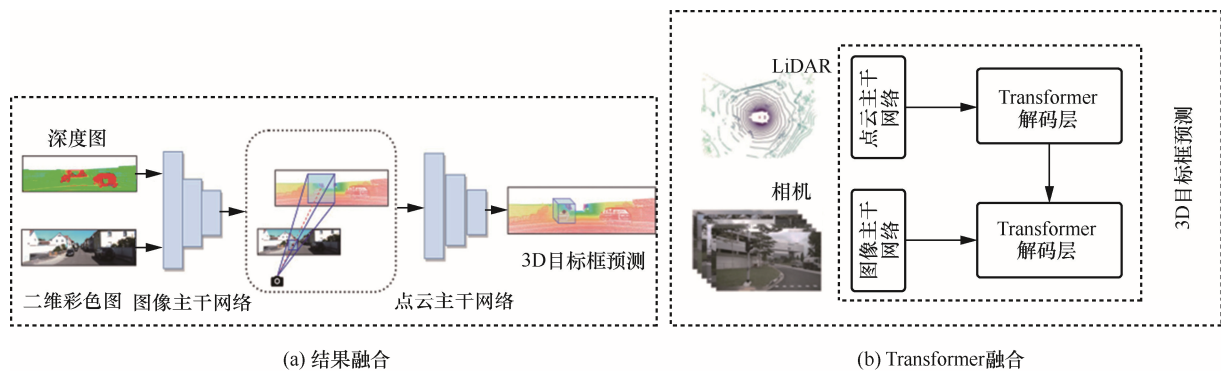 深度图
二维彩色图
图像主干网络
点云主干网络
3D目标框预测
(a) 结果融合
LiDAR
相机
点云主干
网络
图像主干
网络
Transformer
解码层
Transformer
解码层
3D目标框预测
(b) Transformer融合